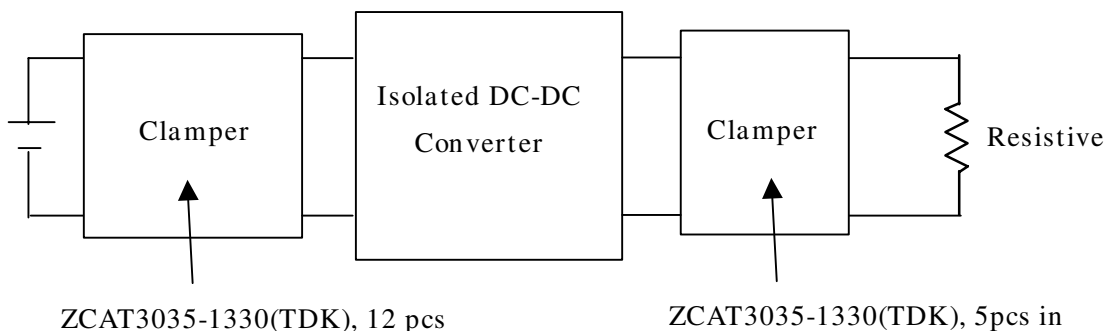 Isolated DC-DC
Converter
Clamper
Clamper
Resistive
ZCAT3035-1330(TDK), 12 pcs
ZCAT3035-1330(TDK), 5pcs in